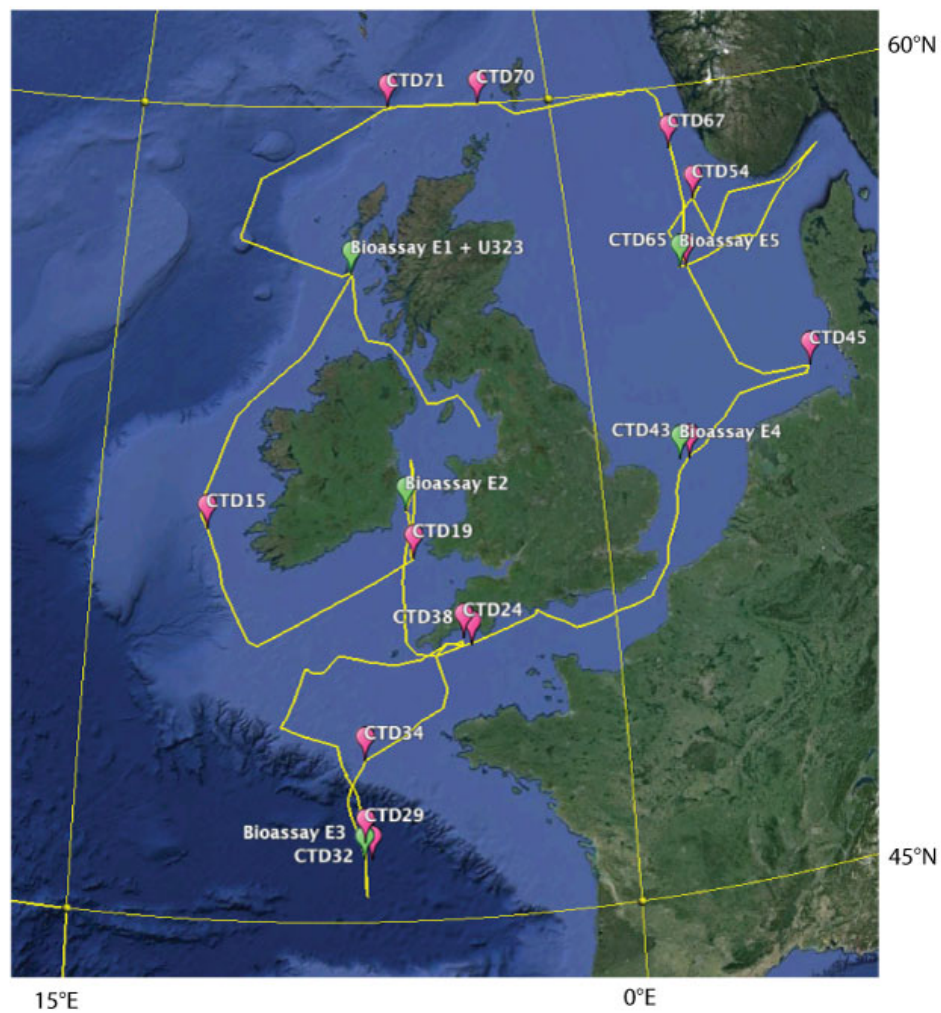 60°N
CTD71
CTD70
CTD67
CTD54
CTD65
Bioassay E5
Bioassay E1 + U323
CTD45
CTD43
Bioassay E4
Bioassay E2
CTD15
CTD19
CTD38
CTD24
CTD34
CTD29
Bioassay E3
CTD32
45°N
15°E
0°E